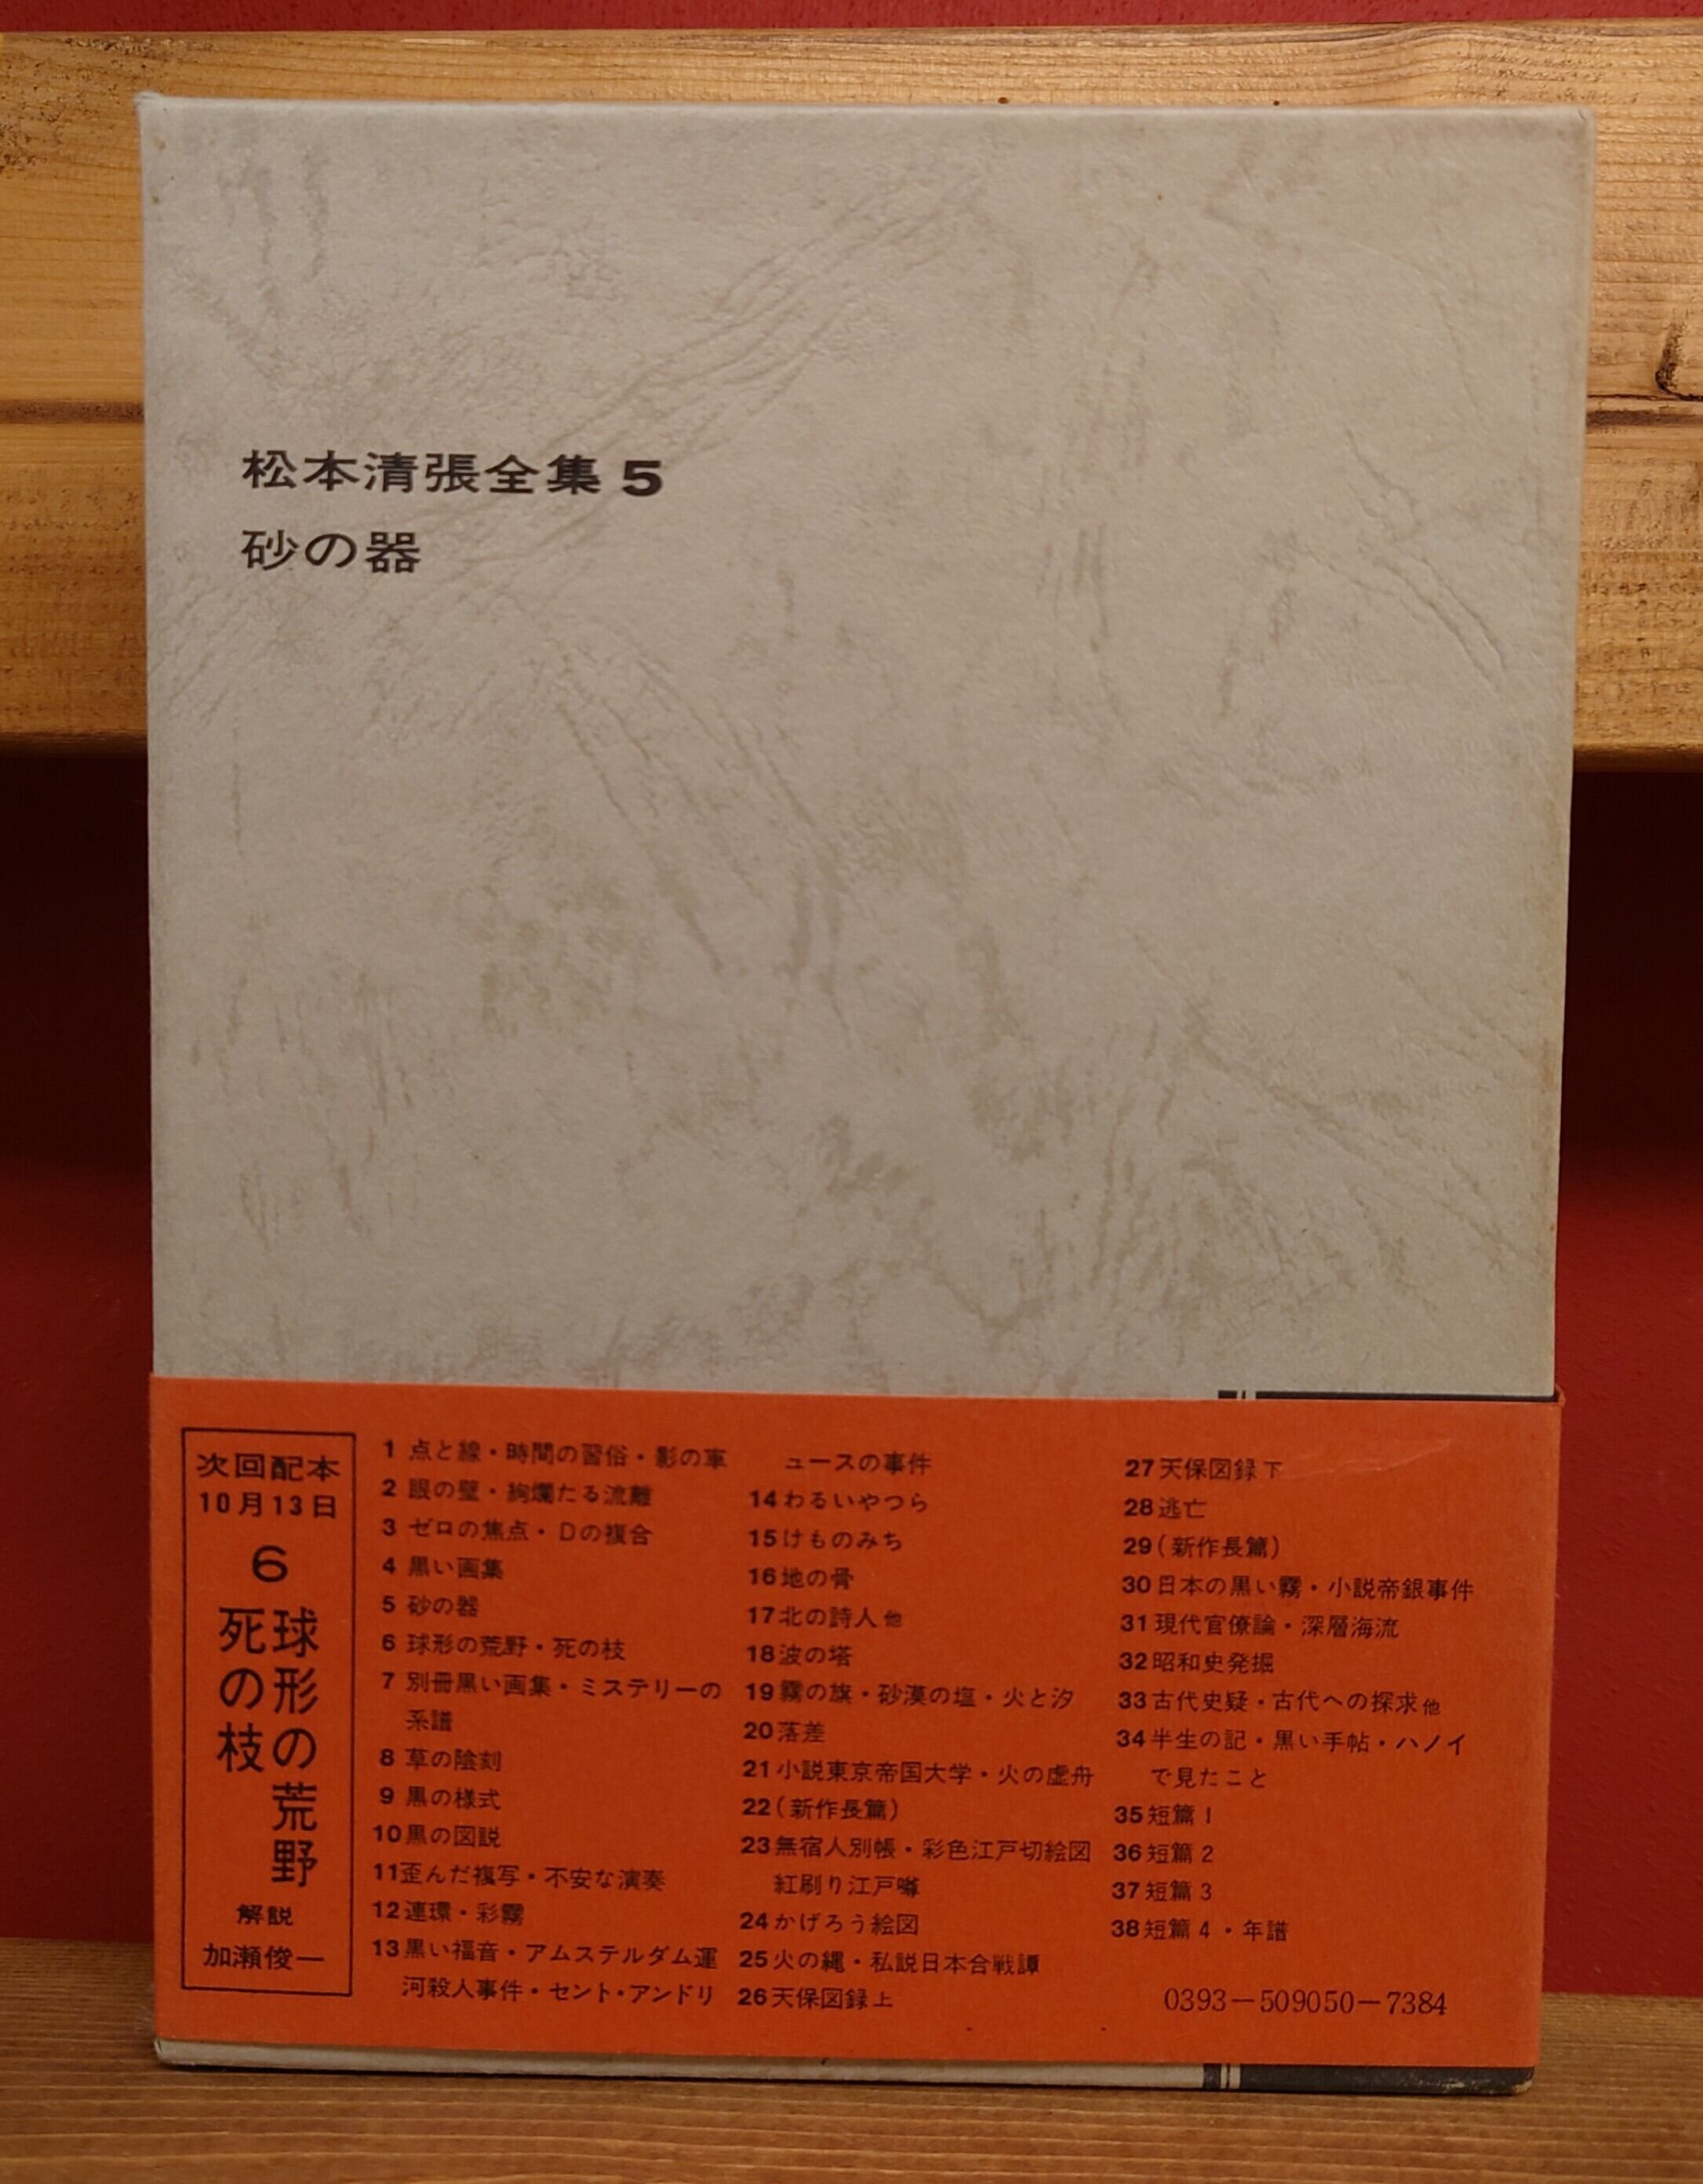 松本清張全集 5
砂の器
次回配本
10月13日
6
球形の荒野
死の枝
解説
加瀬俊一
1 点と線・時間の習俗・影の車
2 眼の壁・絢爛たる流離
3 ゼロの焦点・Dの複合
4 黒い画集
5 砂の器
6 球形の荒野・死の枝
7 別冊黒い画集・ミステリーの
系譜
8 草の陰刻
9 黒の様式
10 黒の図説
11 歪んだ複写・不安な演奏
12 連環・彩霧
13 黒い福音・アムステルダム運
河殺人事件・セント・アンドリ
ュースの事件
14 わるいやつら
15 けものみち
16 地の骨
17 北の詩人 他
18 波の塔
19 霧の旗・砂漠の塩・火と汐
20 落差
21 小説東京帝国大学・火の虚舟
22 (新作長篇)
23 無宿人別帳・彩色江戸切絵図
紅刷り江戸噂
24 かげろう絵図
25 火の縄・私説日本合戦譚
26 天保図録 上
27 天保図録 下
28 逃亡
29 (新作長篇)
30 日本の黒い霧・小説帝銀事件
31 現代官僚論・深層海流
32 昭和史発掘
33 古代史疑・古代への探求 他
34 半生の記・黒い手帖・ハノイ
で見たこと
35 短篇 1
36 短篇 2
37 短篇 3
38 短篇 4・年譜
0393-509050-7384